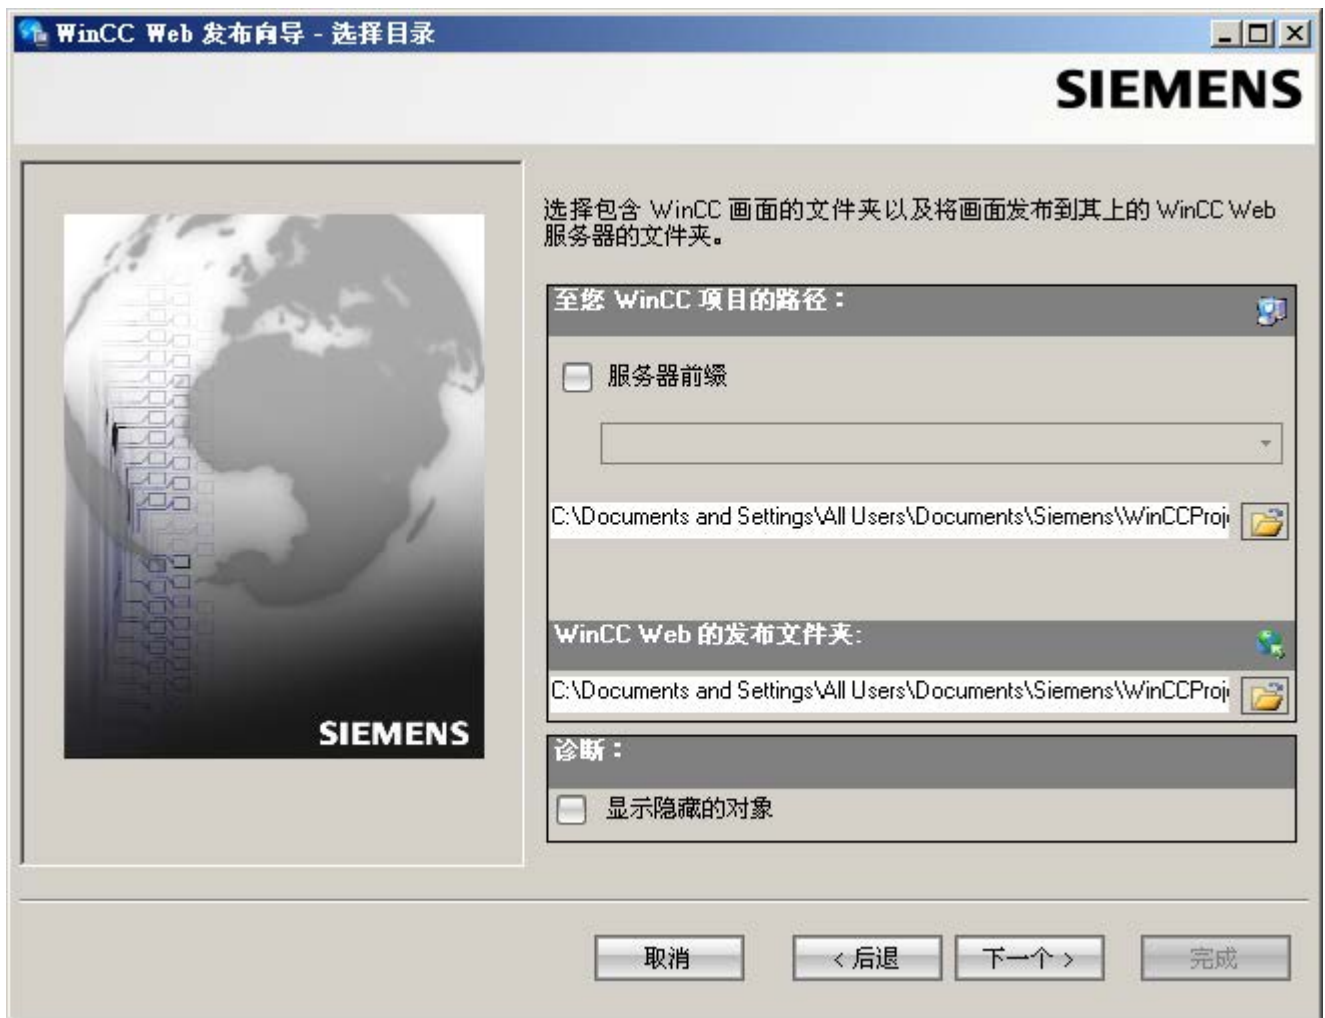 WinCC Web 发布向导 - 选择目录
SIEMENS
选择包含 WinCC 画面的文件夹以及将画面发布到其上的 WinCC Web
服务器的文件夹。
至您 WinCC 项目的路径：
服务器前缀
C:\Documents and Settings\All Users\Documents\Siemens\WinCCProj
WinCC Web 的发布文件夹:
C:\Documents and Settings\All Users\Documents\Siemens\WinCCProj
SIEMENS
诊断：
显示隐藏的对象
取消
< 后退
下一个 >
完成